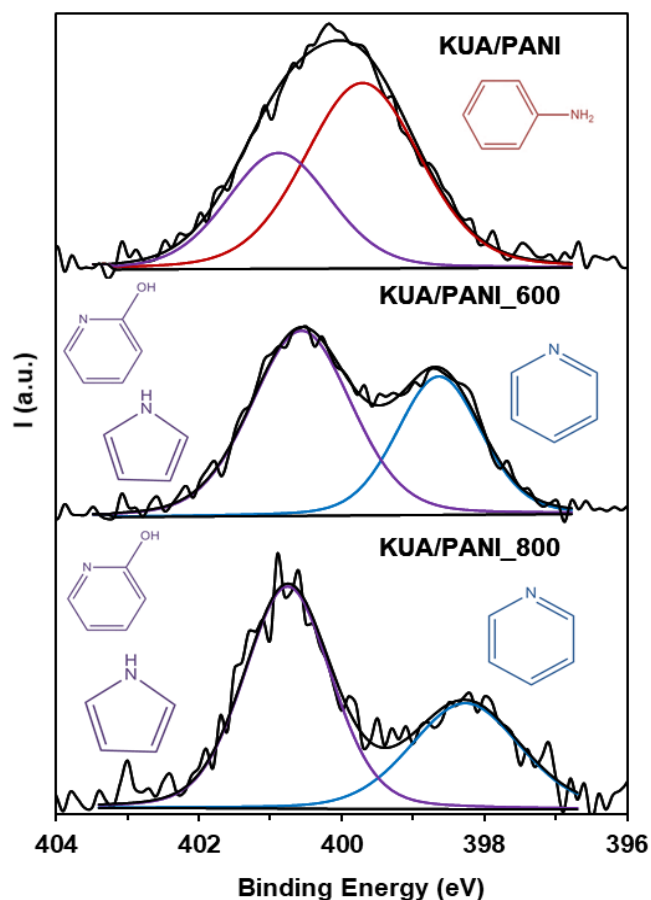 KUA/PANI
NH2
I (a.u.)
KUA/PANI_600
OH
N
H
N
N
KUA/PANI_800
OH
N
H
N
N
404 402 400 398 396
Binding Energy (eV)